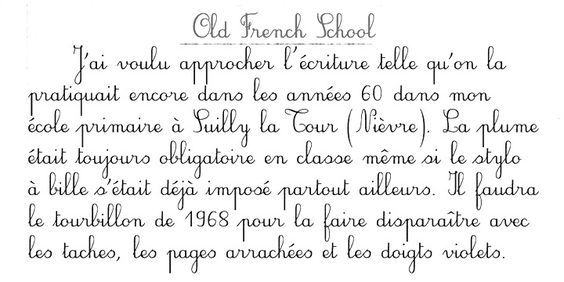 Old French School
J'ai voulu approcher l'écriture telle qu'on la
pratiquait encore dans les années 60 dans mon
école primaire à Suilly la Tour (Nièvre). La plume
était toujours obligatoire en classe même si le stylo
à bille s'était déjà imposé partout ailleurs. Il faudra
le tourbillon de 1968 pour la faire disparaître avec
les taches, les pages arrachées et les doigts violets.